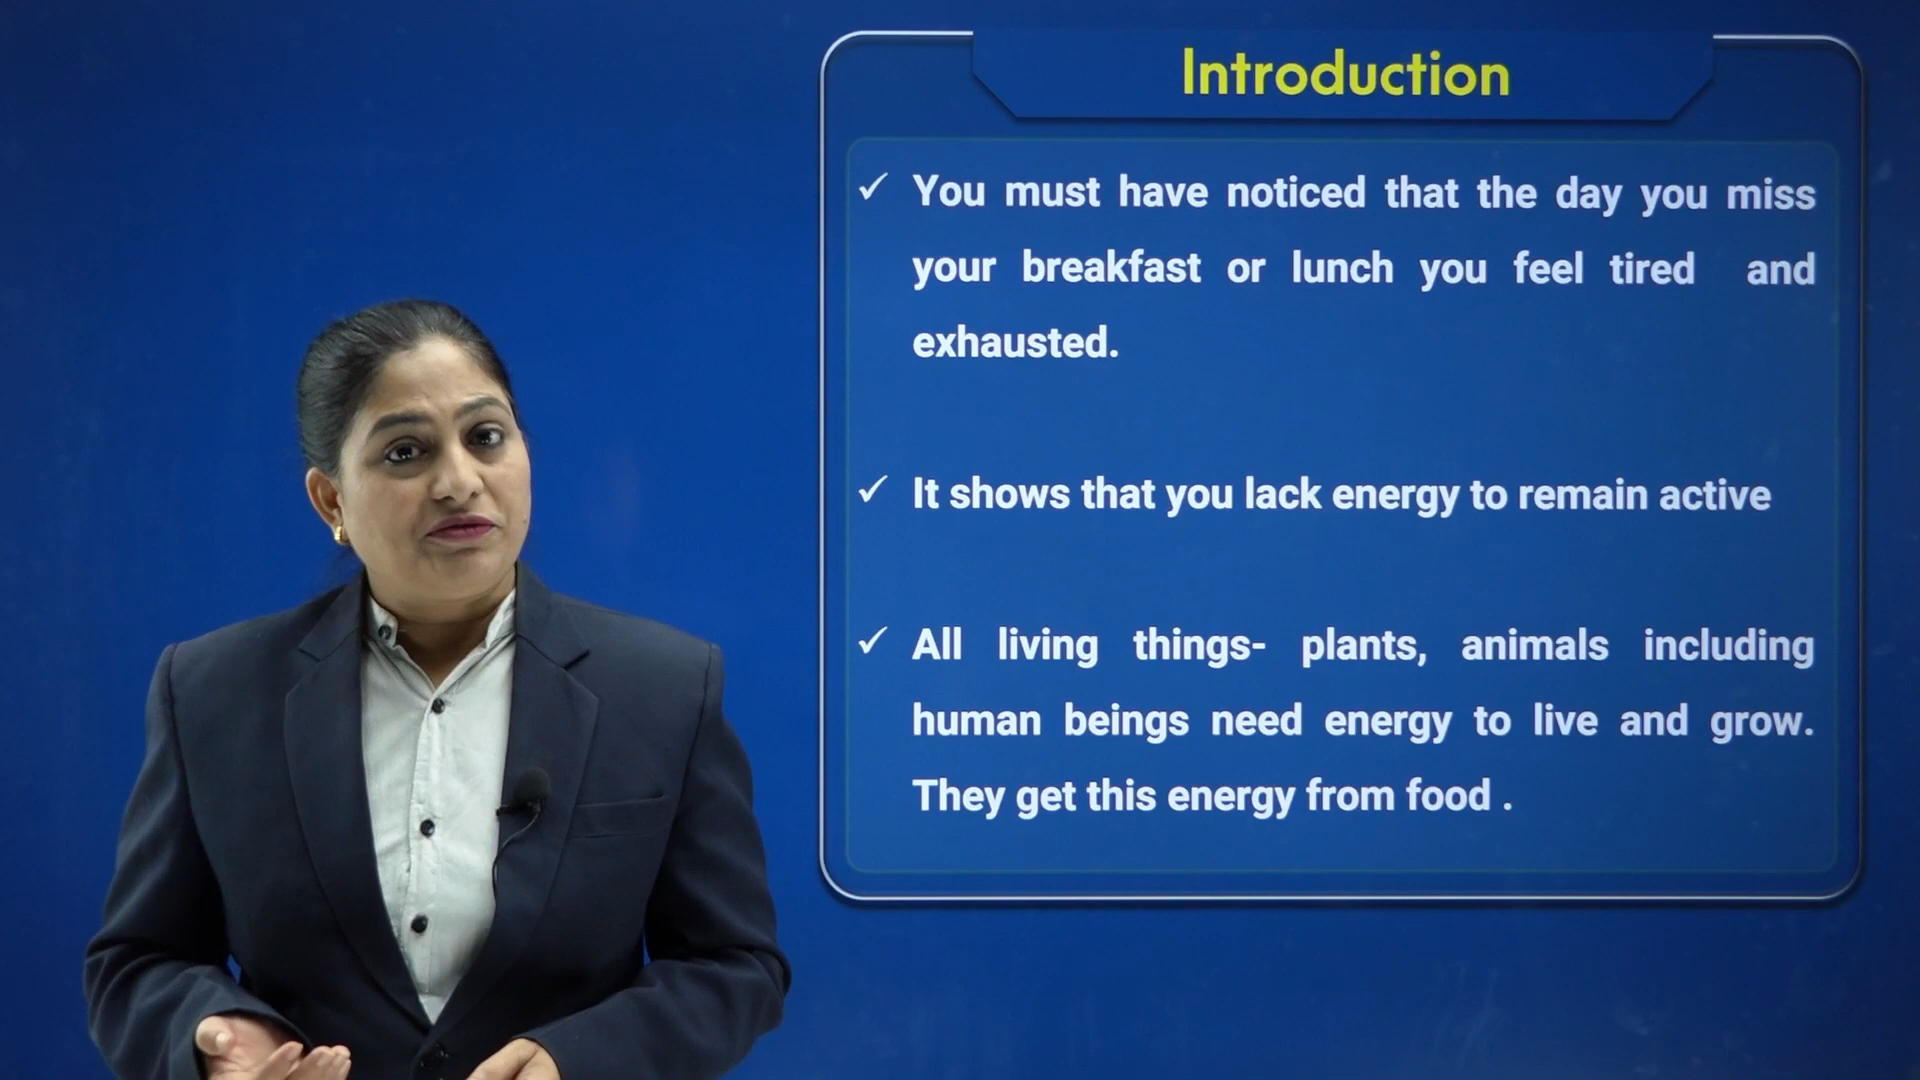 Introduction
✓ You must have noticed that the day you miss
your breakfast or lunch you feel tired and
exhausted.
✓ It shows that you lack energy to remain active
✓ All living things- plants, animals including
human beings need energy to live and grow.
They get this energy from food .